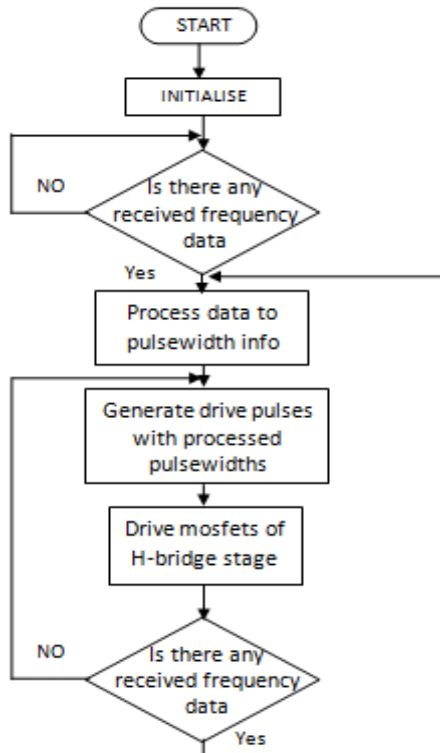 START
INITIALISE
NO
Is there any
received frequency
data
Yes
Process data to
pulsewidth info
Generate drive pulses
with processed
pulsewidths
Drive mosfets of
H-bridge stage
NO
Is there any
received frequency
data
Yes